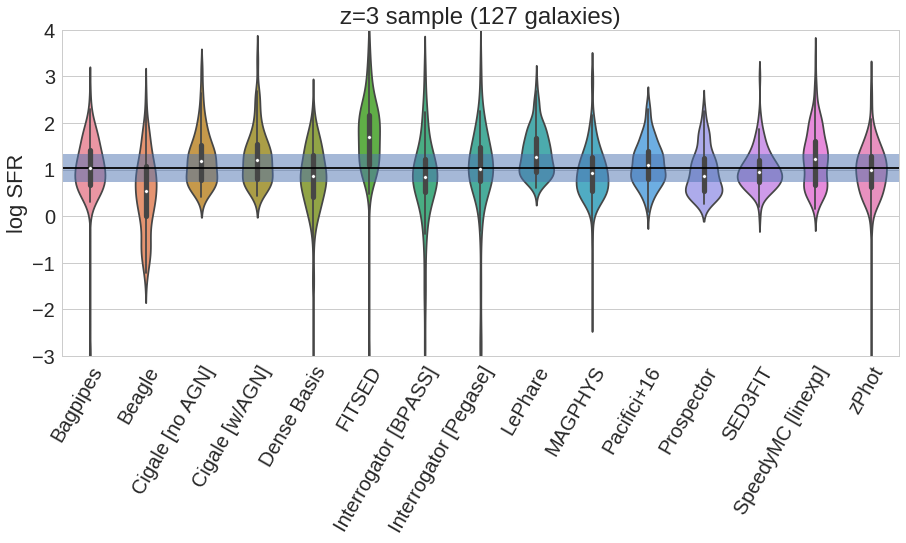 z=3 sample (127 galaxies)
4
3
2
1
0
−1
−2
−3
log SFR
Bagpipes
Beagle
Cigale [no AGN]
Cigale [w/AGN]
Dense Basis
FITSED
Interrogator [BPASS]
Interrogator [Pegase]
LePhare
MAGPHYS
Pacifici+16
Prospector
SED3FIT
SpeedyMC [linexp]
zPhot